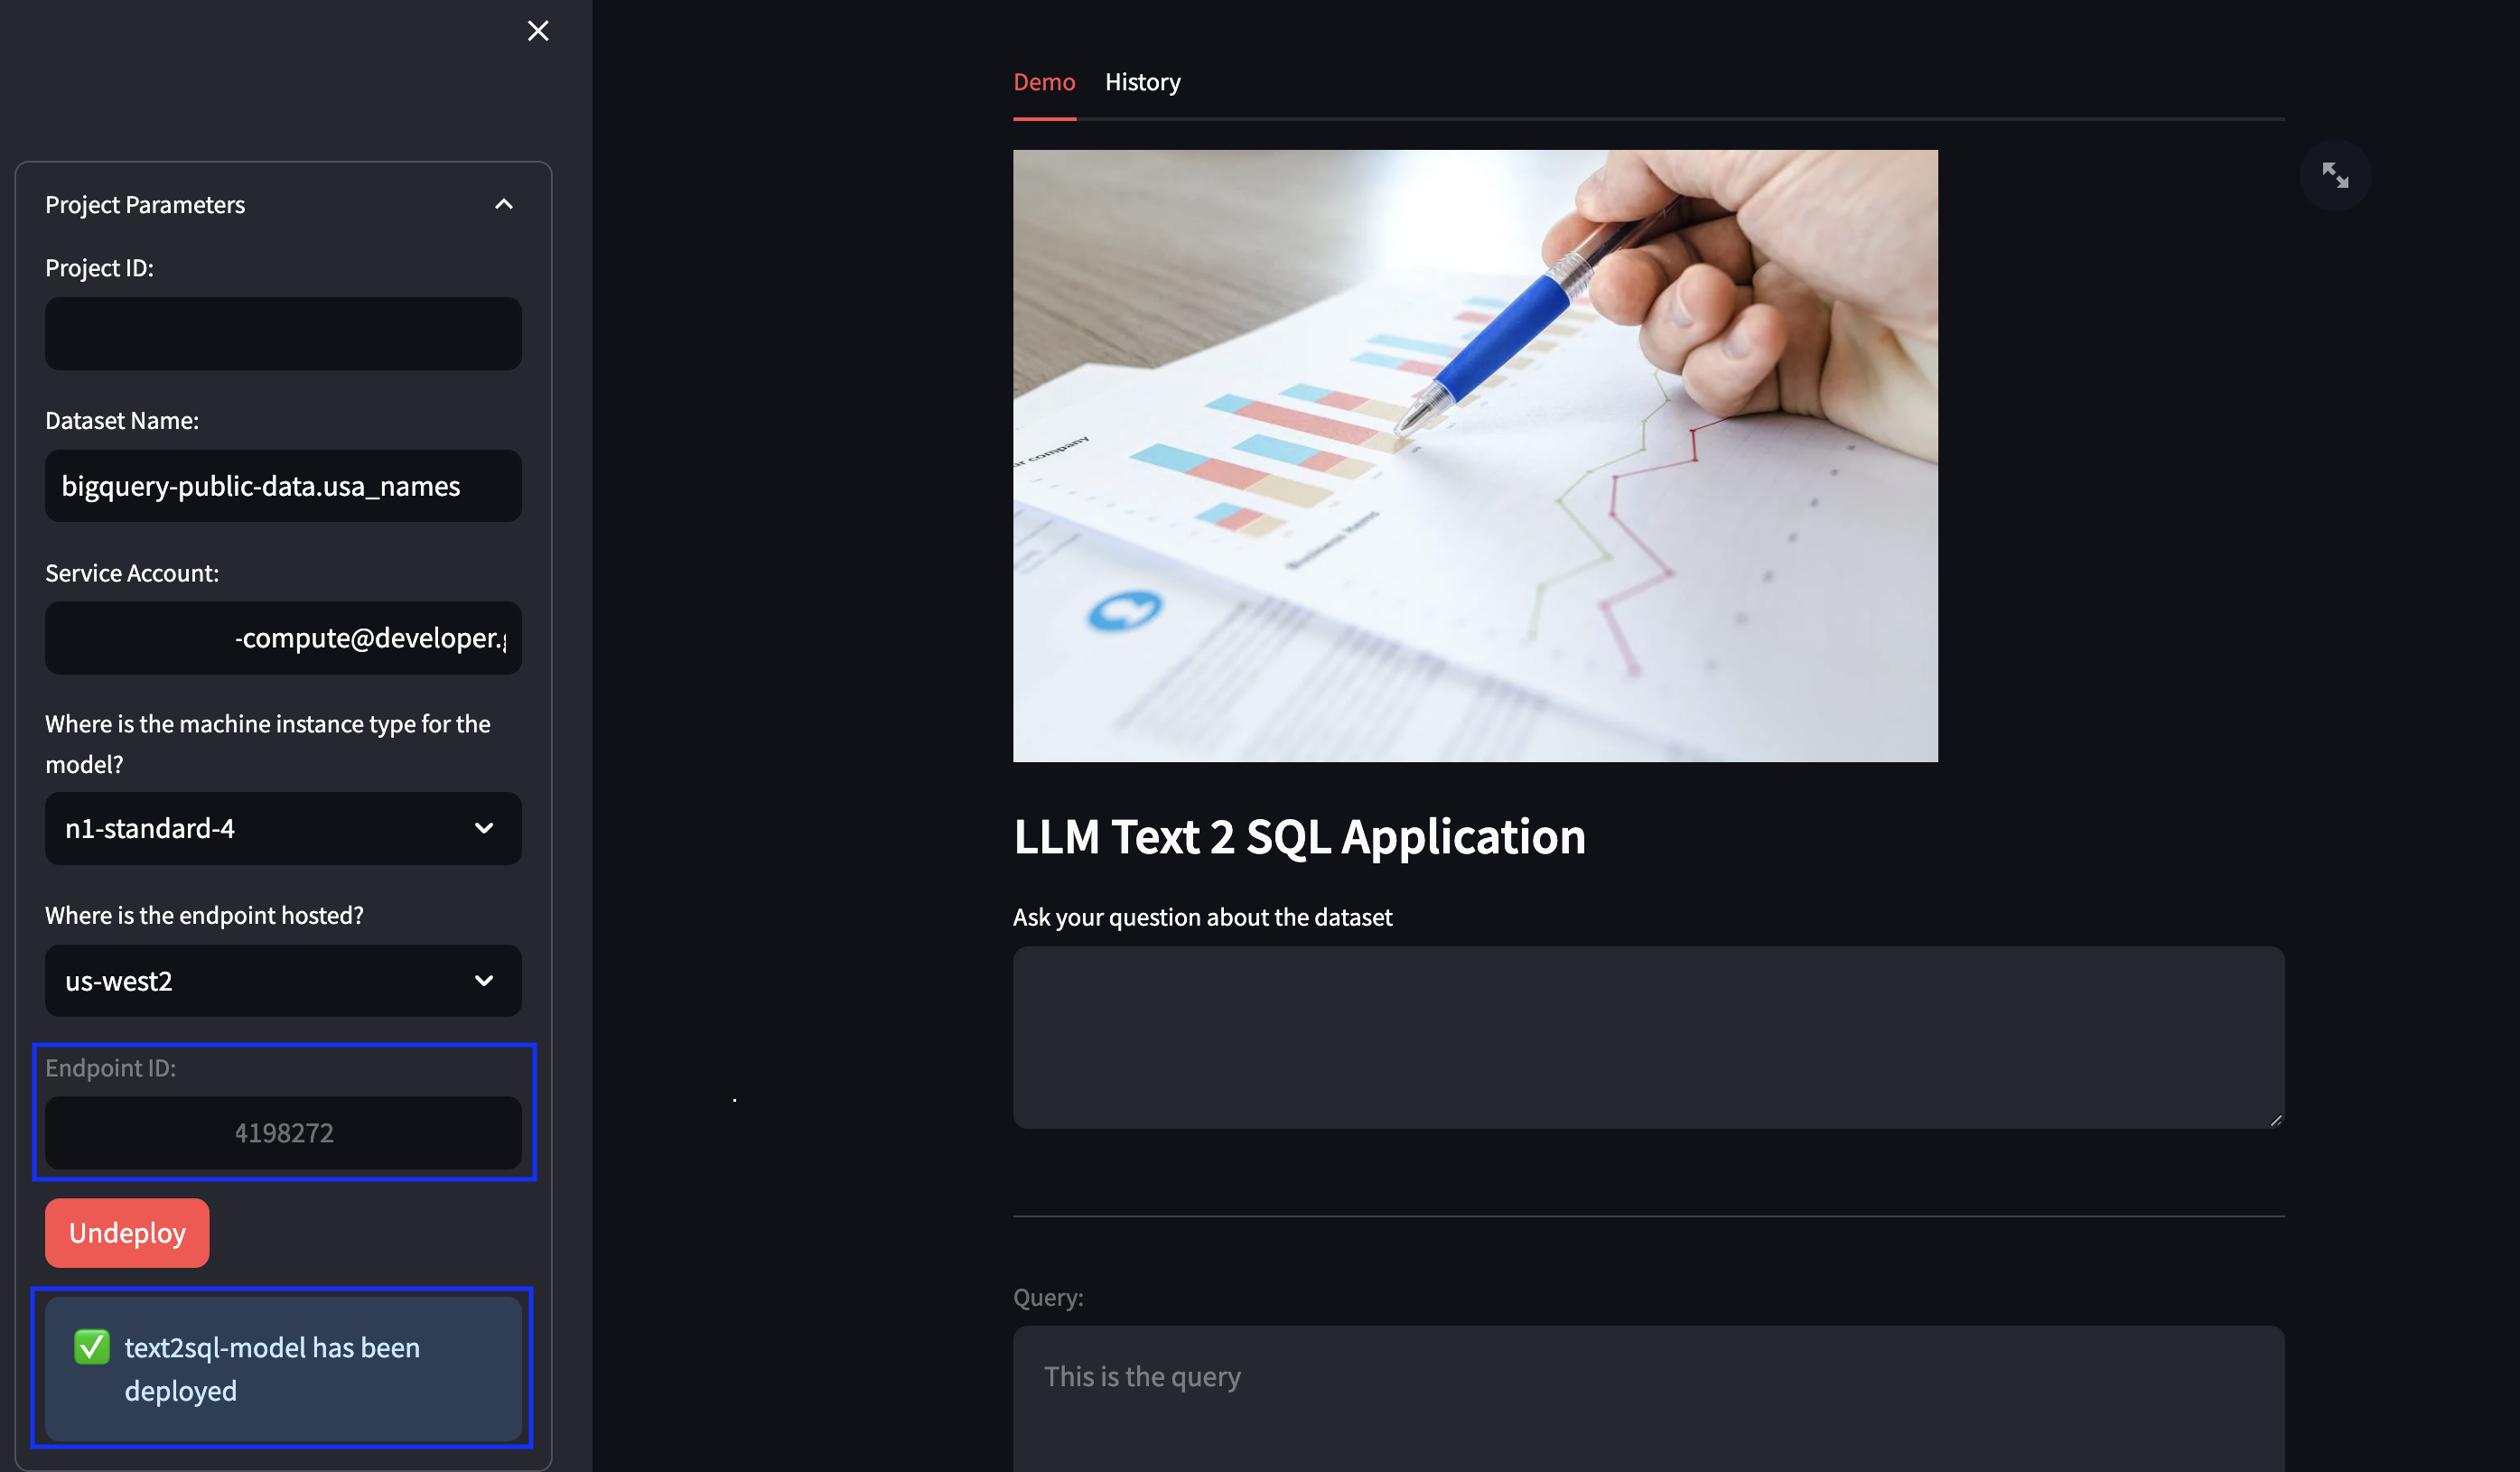 Project Parameters
Project ID:
Dataset Name:
bigquery-public-data.usa_names
Service Account:
-compute@developer.g
Where is the machine instance type for the
model?
n1-standard-4
Where is the endpoint hosted?
us-west2
Endpoint ID:
4198272
Undeploy
text2sql-model has been
deployed
Demo
History
company
Business Items
LLM Text 2 SQL Application
Ask your question about the dataset
Query:
This is the query